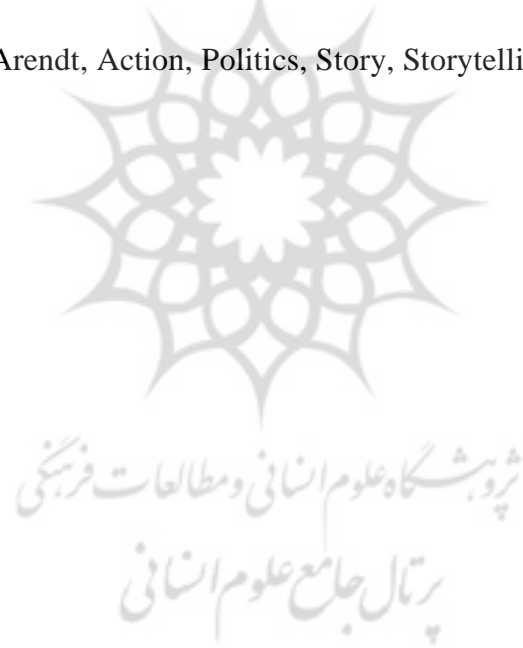 Arendt, Action, Politics, Story, Storytelli
پژوهشگاه علوم انسانی و مطالعات فرهنگی
پرتال جامع علوم انسانی